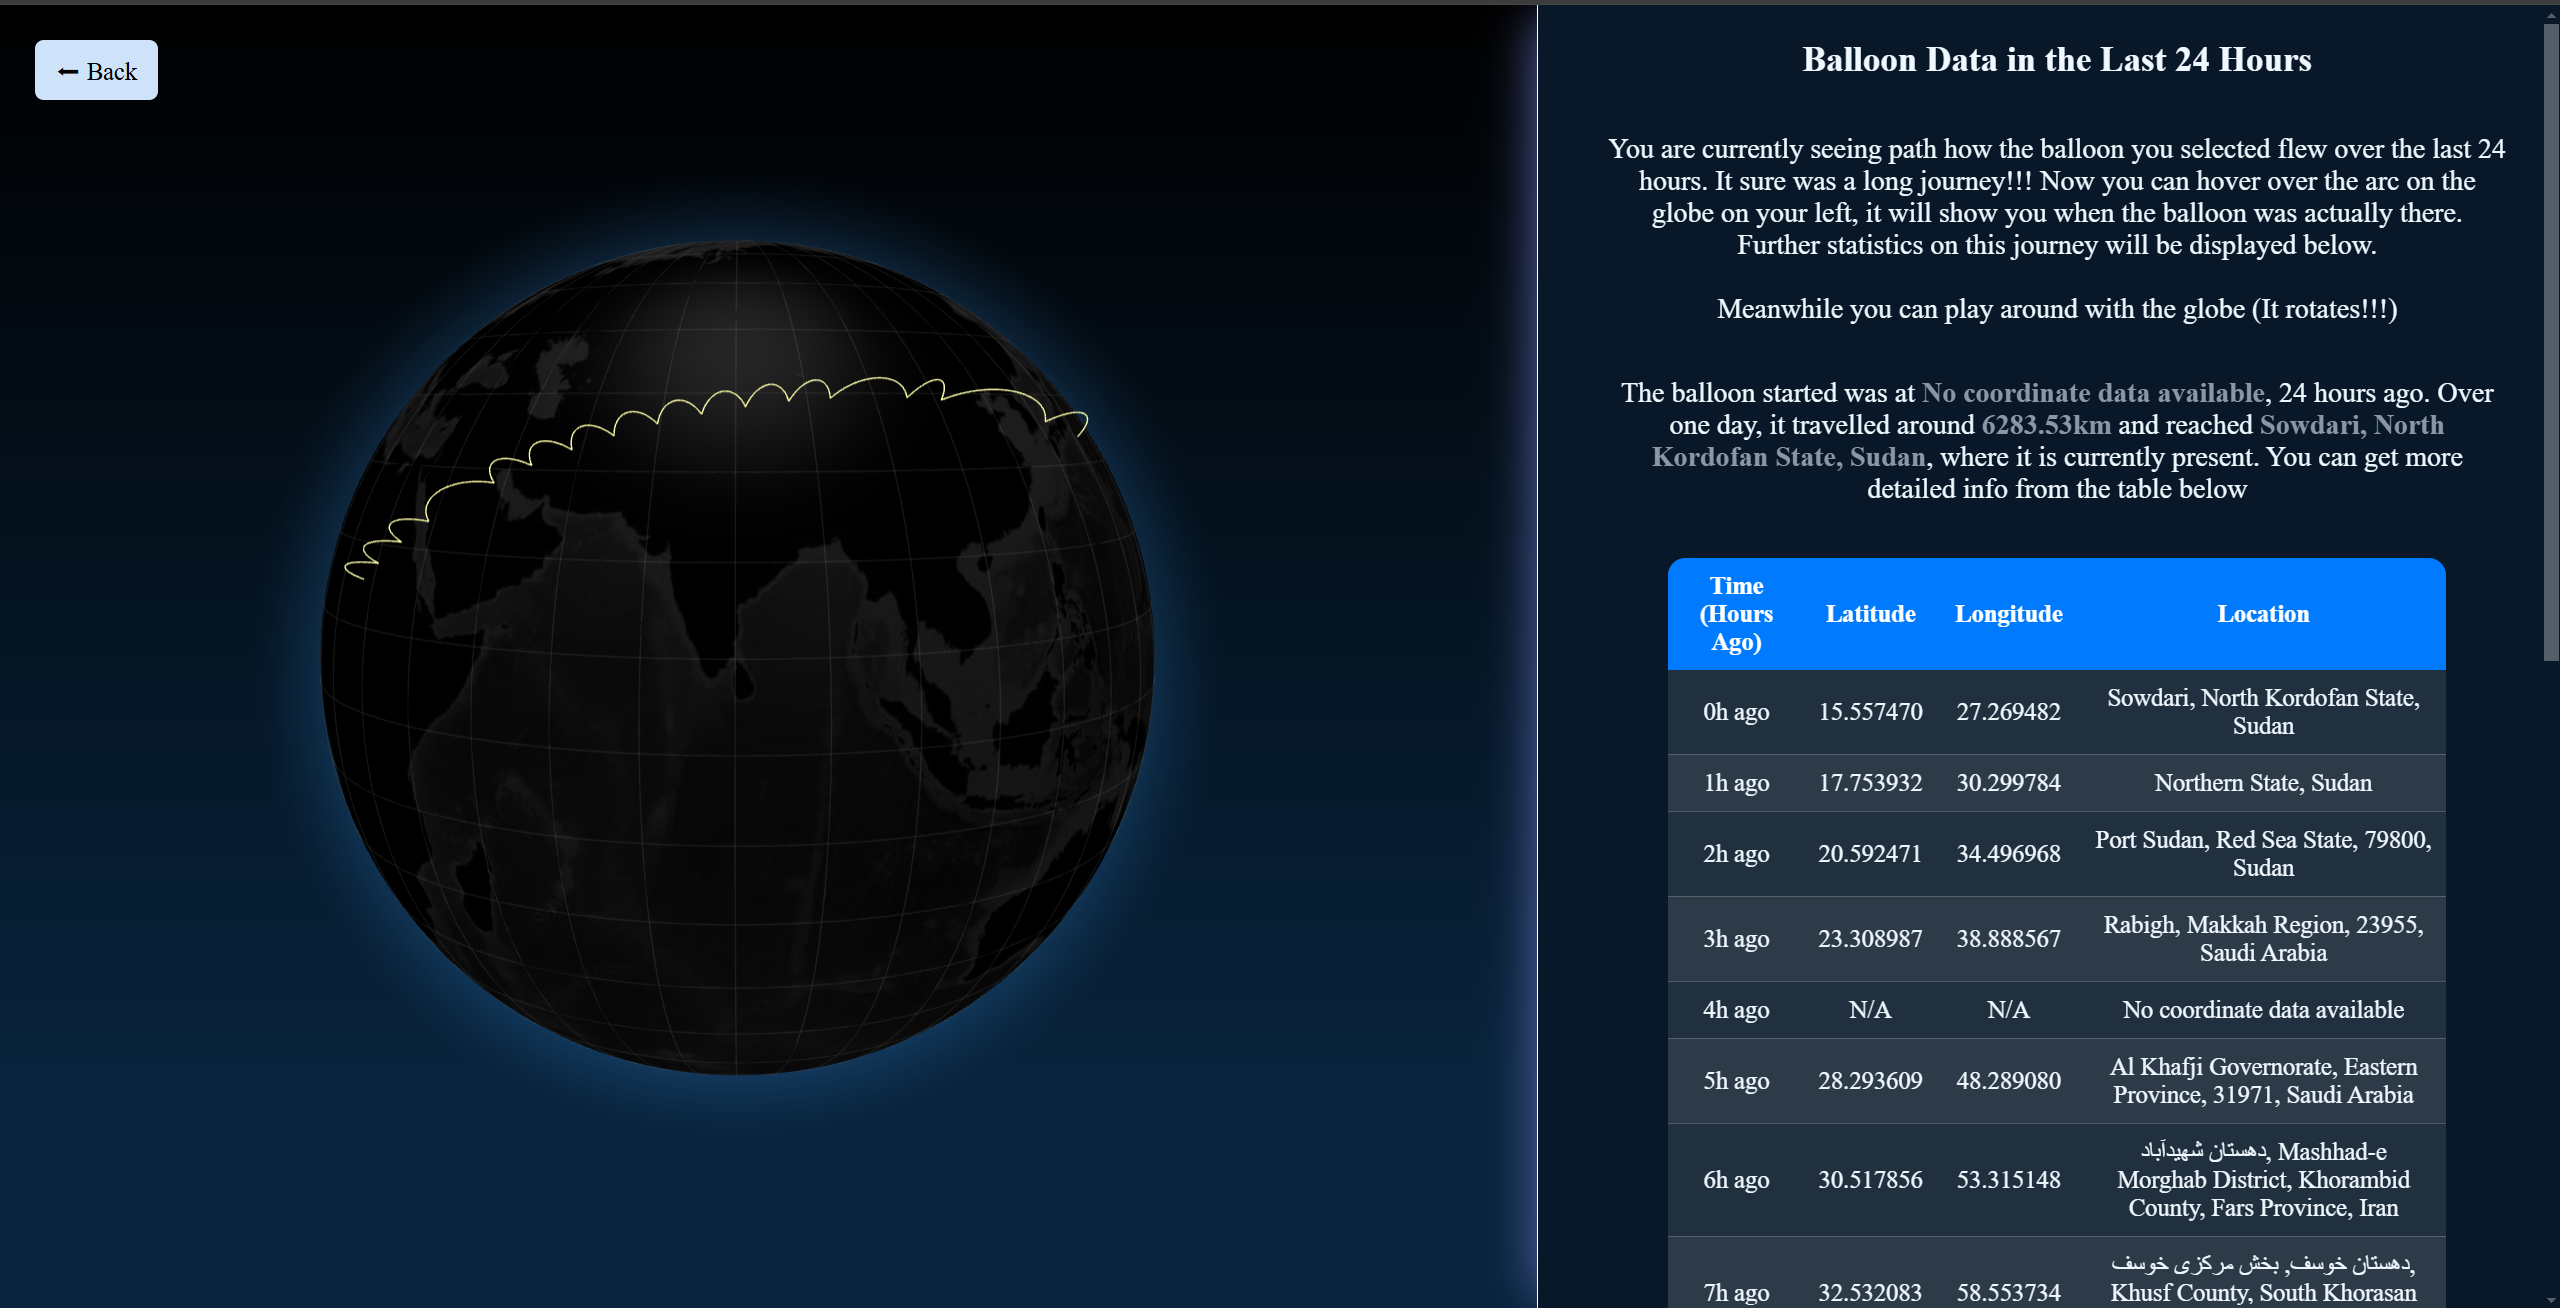 ← Back
Balloon Data in the Last 24 Hours
You are currently seeing path how the balloon you selected flew over the last 24
hours. It sure was a long journey!!! Now you can hover over the arc on the
globe on your left, it will show you when the balloon was actually there.
Further statistics on this journey will be displayed below.
Meanwhile you can play around with the globe (It rotates!!!)
The balloon started was at No coordinate data available, 24 hours ago. Over
one day, it travelled around 6283.53km and reached Sowdari, North
Kordofan State, Sudan, where it is currently present. You can get more
detailed info from the table below
Time
(Hours
Ago)
Latitude
Longitude
Location
0h ago
15.557470
27.269482
Sowdari, North Kordofan State,
Sudan
1h ago
17.753932
30.299784
Northern State, Sudan
2h ago
20.592471
34.496968
Port Sudan, Red Sea State, 79800,
Sudan
3h ago
23.308987
38.888567
Rabigh, Makkah Region, 23955,
Saudi Arabia
4h ago
N/A
N/A
No coordinate data available
5h ago
28.293609
48.289080
Al Khafji Governorate, Eastern
Province, 31971, Saudi Arabia
6h ago
30.517856
53.315148
دهستان شهیدآباد, Mashhad-e
Morghab District, Khorambid
County, Fars Province, Iran
7h ago
32.532083
58.553734
دهستان خوسف, بخش مرکزی خوسف,
Khusf County, South Khorasan